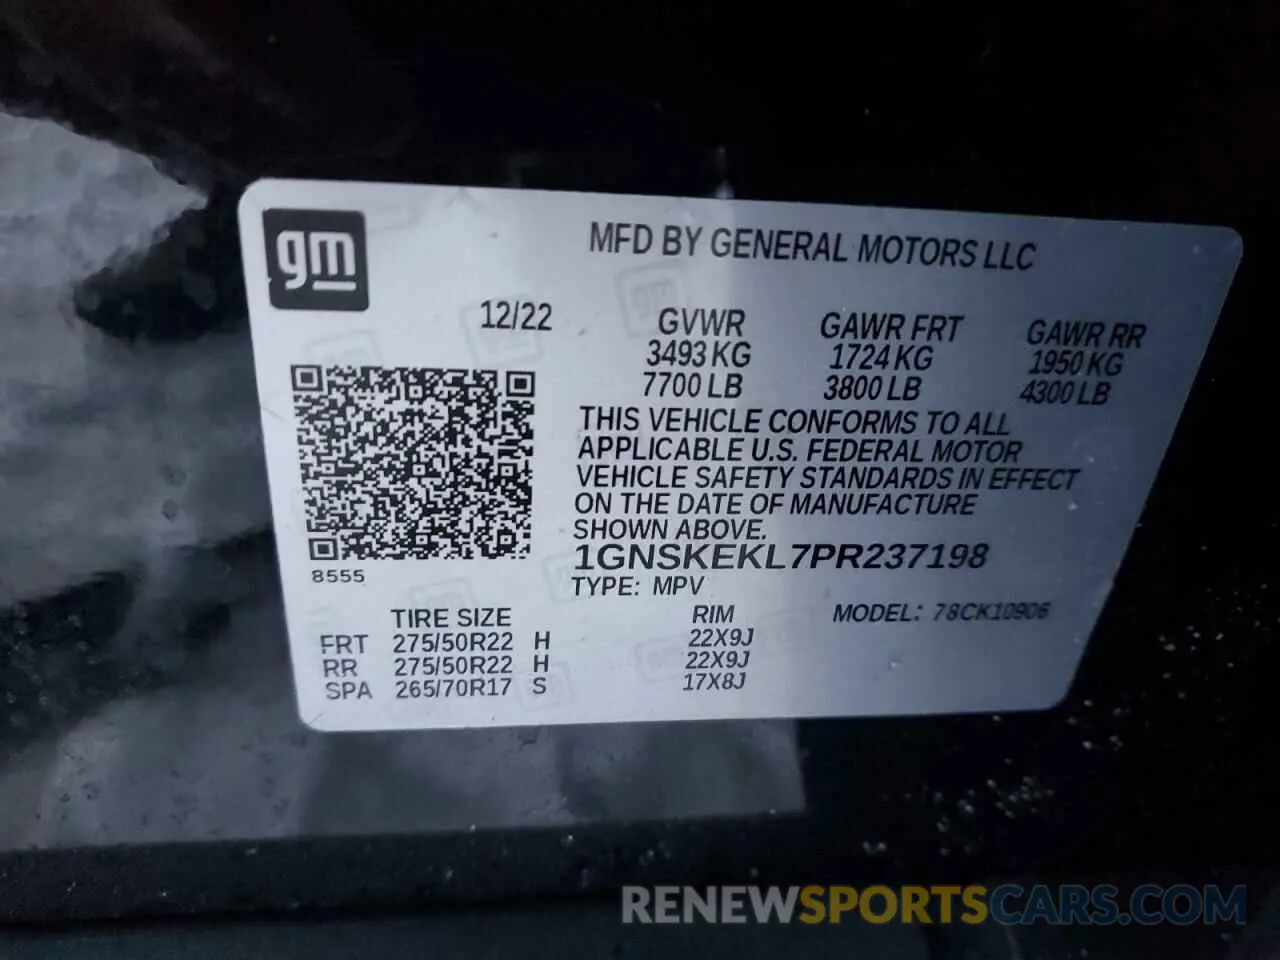 gm
MFD BY GENERAL MOTORS LLC
12/22
GVWR GAWR FRT GAWR RR
3493 KG 1724 KG 1950 KG
7700 LB 3800 LB 4300 LB
THIS VEHICLE CONFORMS TO ALL
APPLICABLE U.S. FEDERAL MOTOR
VEHICLE SAFETY STANDARDS IN EFFECT
ON THE DATE OF MANUFACTURE
SHOWN ABOVE.
1GNSKEKL7PR237198
8555
TYPE: MPV
TIRE SIZE RIM MODEL: 78CK10906
FRT 275/50R22 H 22X9J
RR 275/50R22 H 22X9J
SPA 265/70R17 S 17X8J
RENEWSPORTSCARS.COM